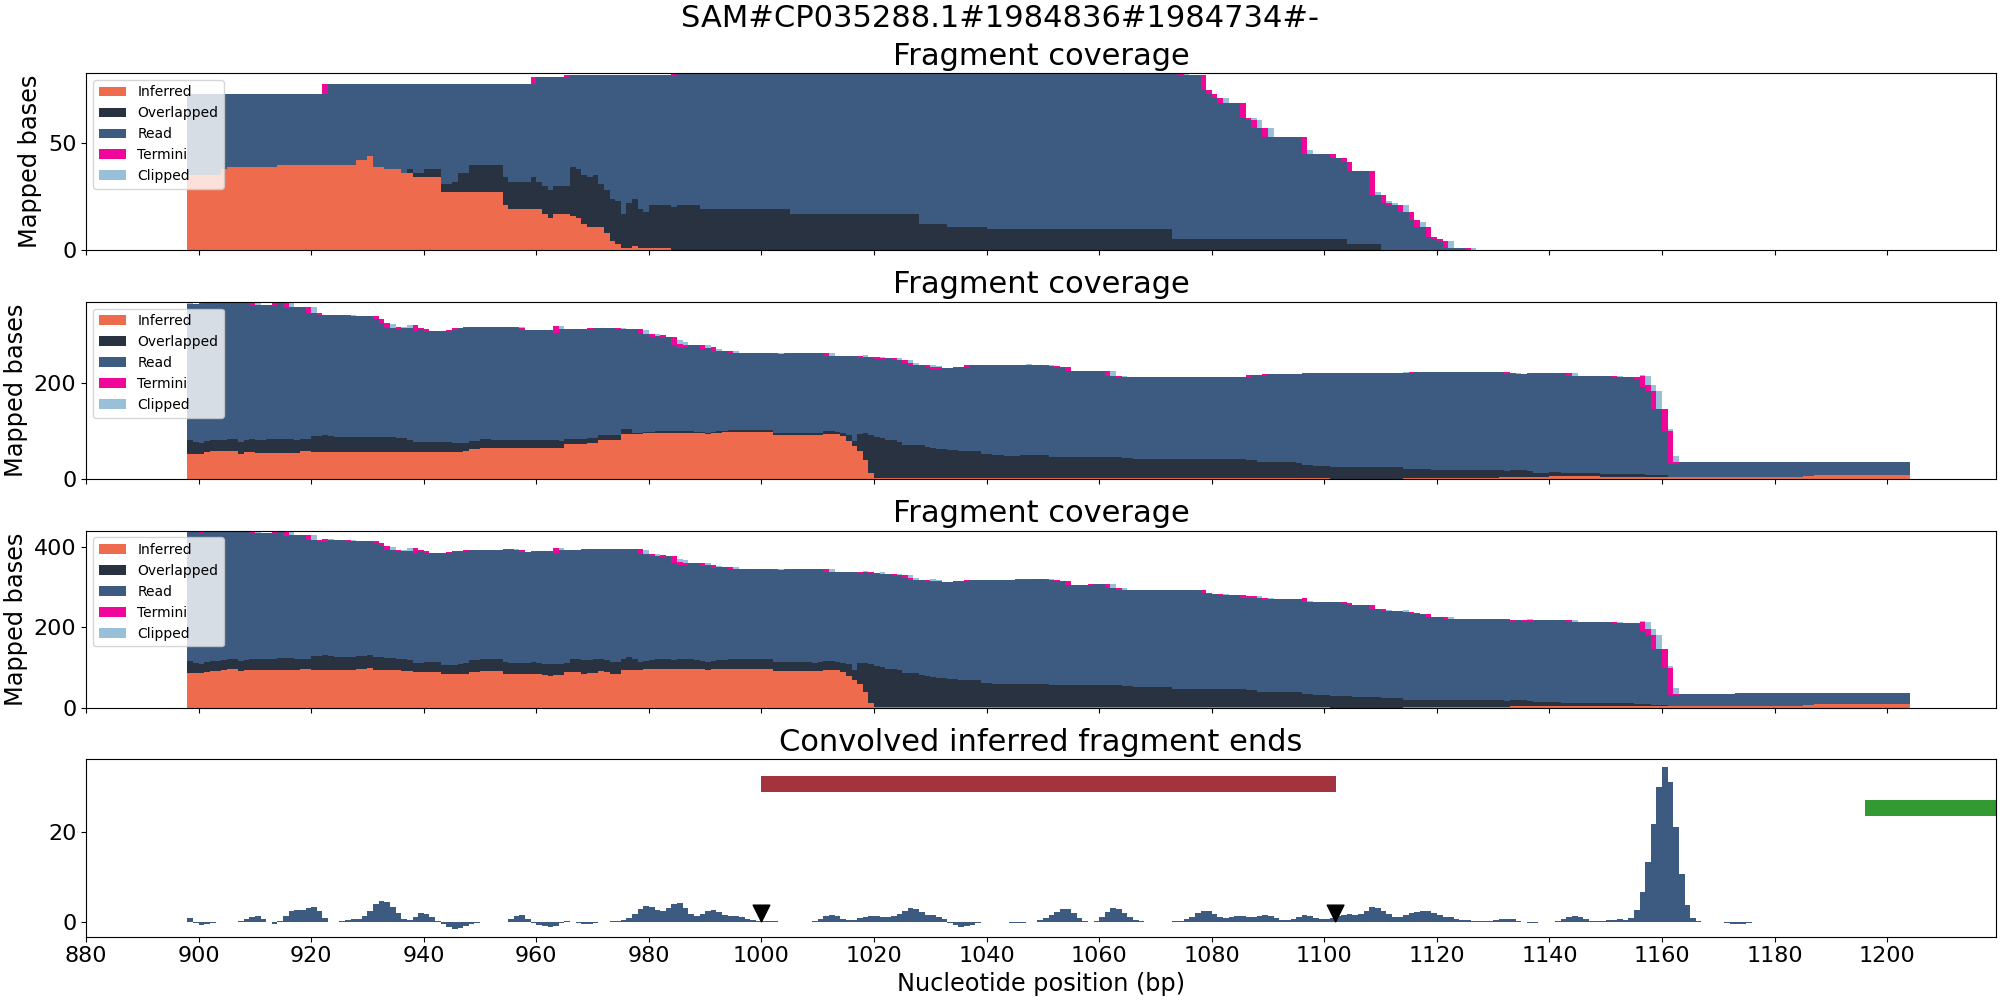 SAM#CP035288.1#1984836#1984734#-
Fragment coverage
Mapped bases
50
0
Inferred
Overlapped
Read
Termini
Clipped
Fragment coverage
Mapped bases
200
0
Inferred
Overlapped
Read
Termini
Clipped
Fragment coverage
Mapped bases
400
200
0
Inferred
Overlapped
Read
Termini
Clipped
Convolved inferred fragment ends
20
0
880 900 920 940 960 980 1000 1020 1040 1060 1080 1100 1120 1140 1160 1180 1200
Nucleotide position (bp)